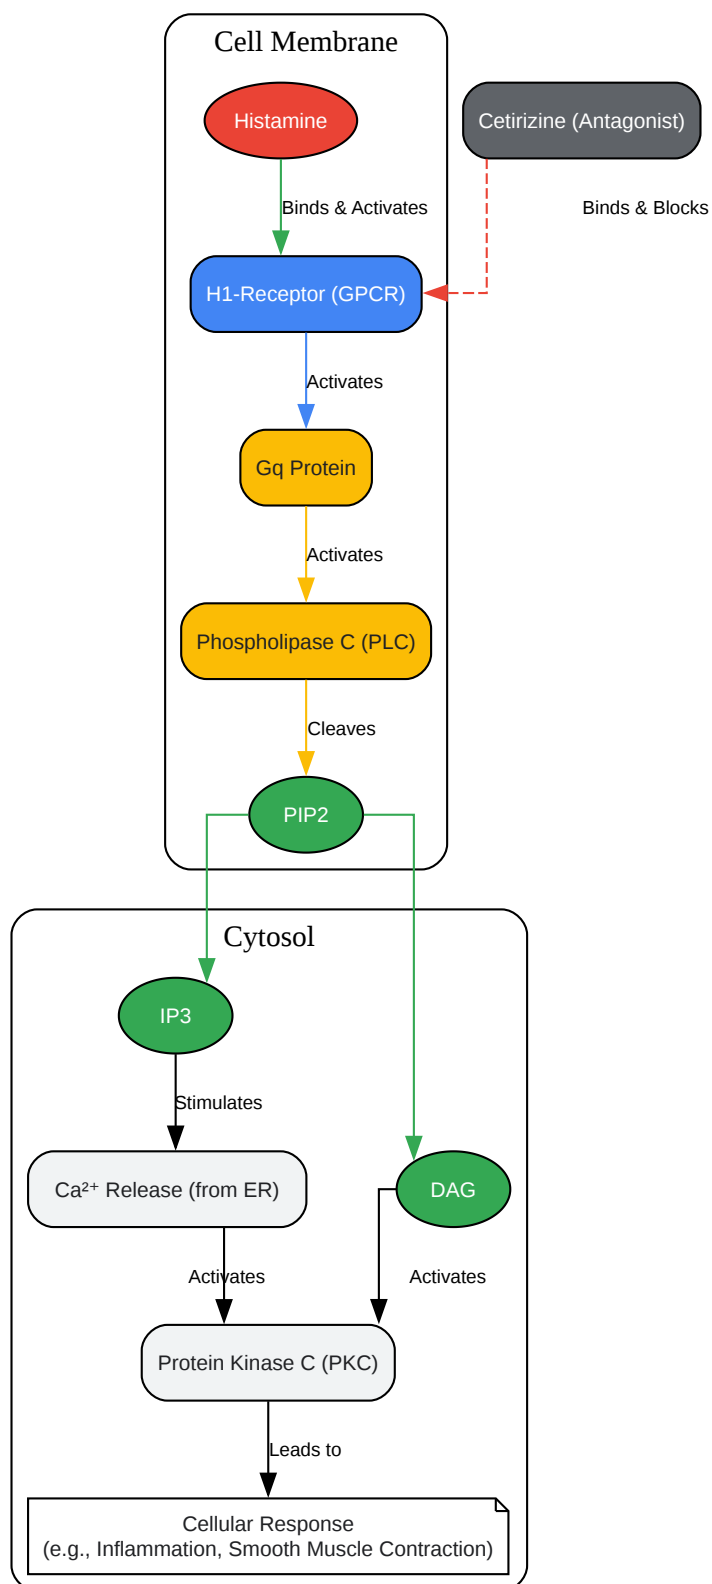 Cell Membrane
Histamine
Cetirizine (Antagonist)
Binds & Activates
Binds & Blocks
H1-Receptor (GPCR)
Activates
Gq Protein
Activates
Phospholipase C (PLC)
Cleaves
PIP2
Cytosol
IP3
Stimulates
Ca²⁺ Release (from ER)
DAG
Activates
Activates
Protein Kinase C (PKC)
Leads to
Cellular Response
(e.g., Inflammation, Smooth Muscle Contraction)